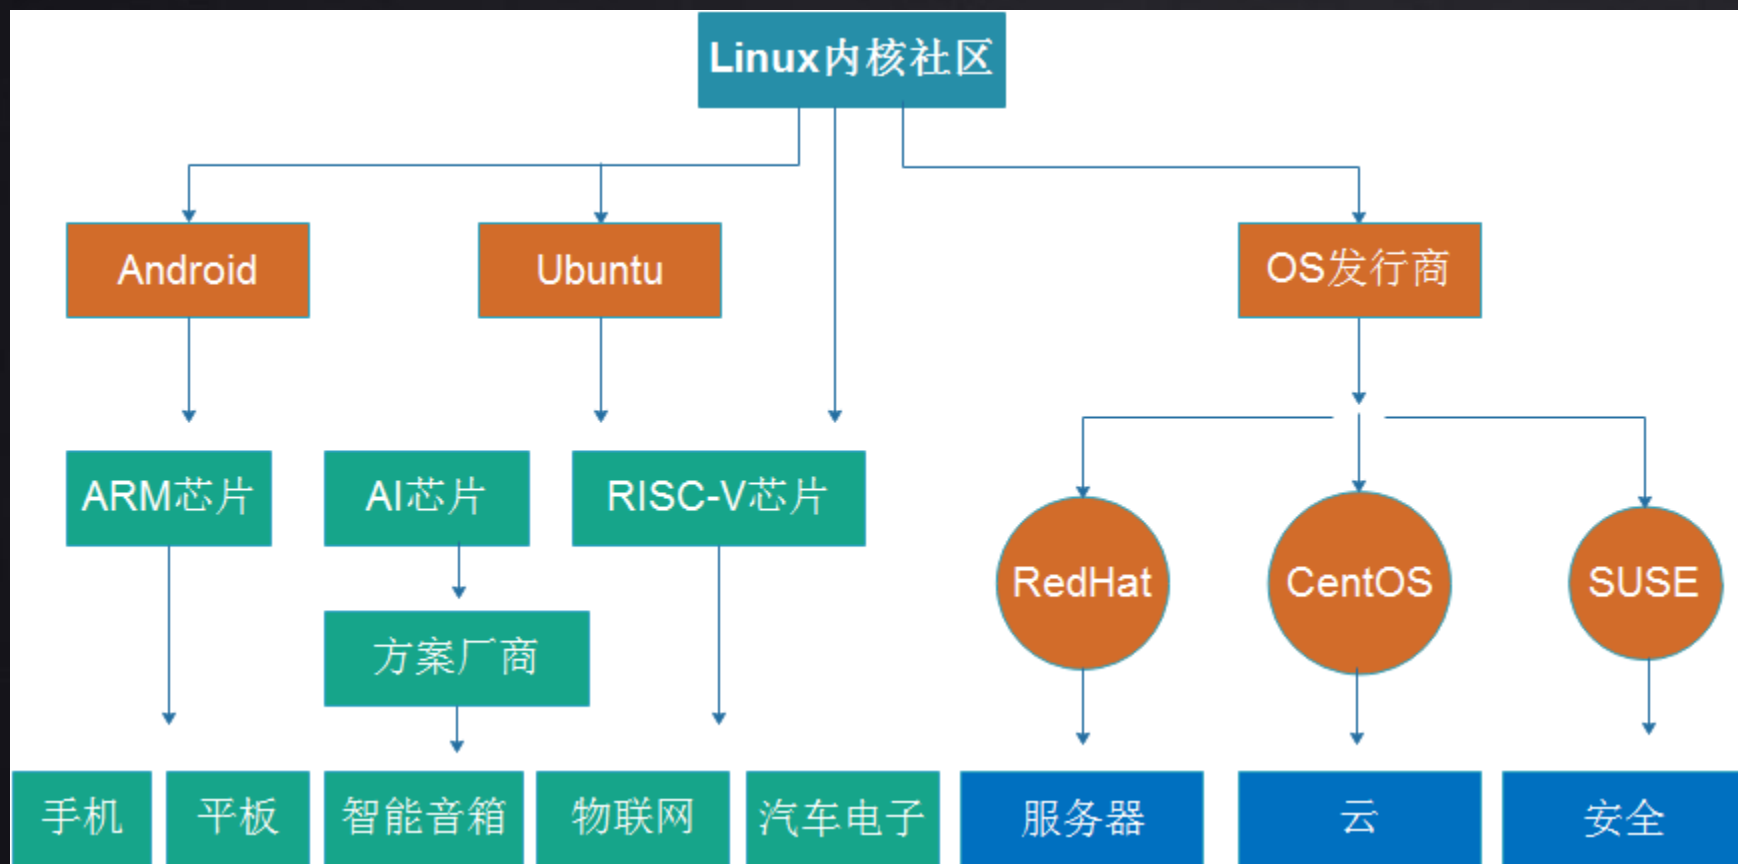 Linux内核社区
Android
Ubuntu
OS发行商
ARM芯片
AI芯片
RISC-V芯片
RedHat
CentOS
SUSE
方案厂商
手机
平板
智能音箱
物联网
汽车电子
服务器
云
安全